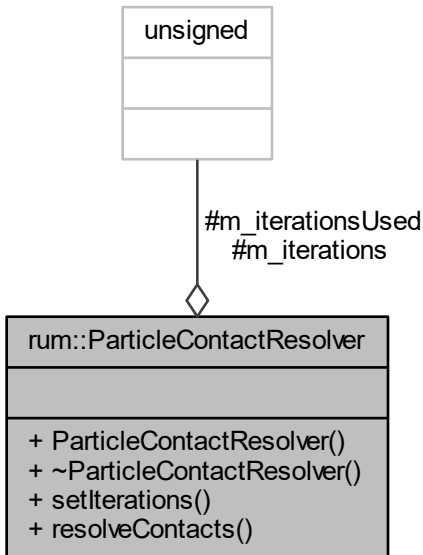 unsigned
#m_iterationsUsed
#m_iterations
rum::ParticleContactResolver
+ ParticleContactResolver()
+ ~ParticleContactResolver()
+ setIterations()
+ resolveContacts()